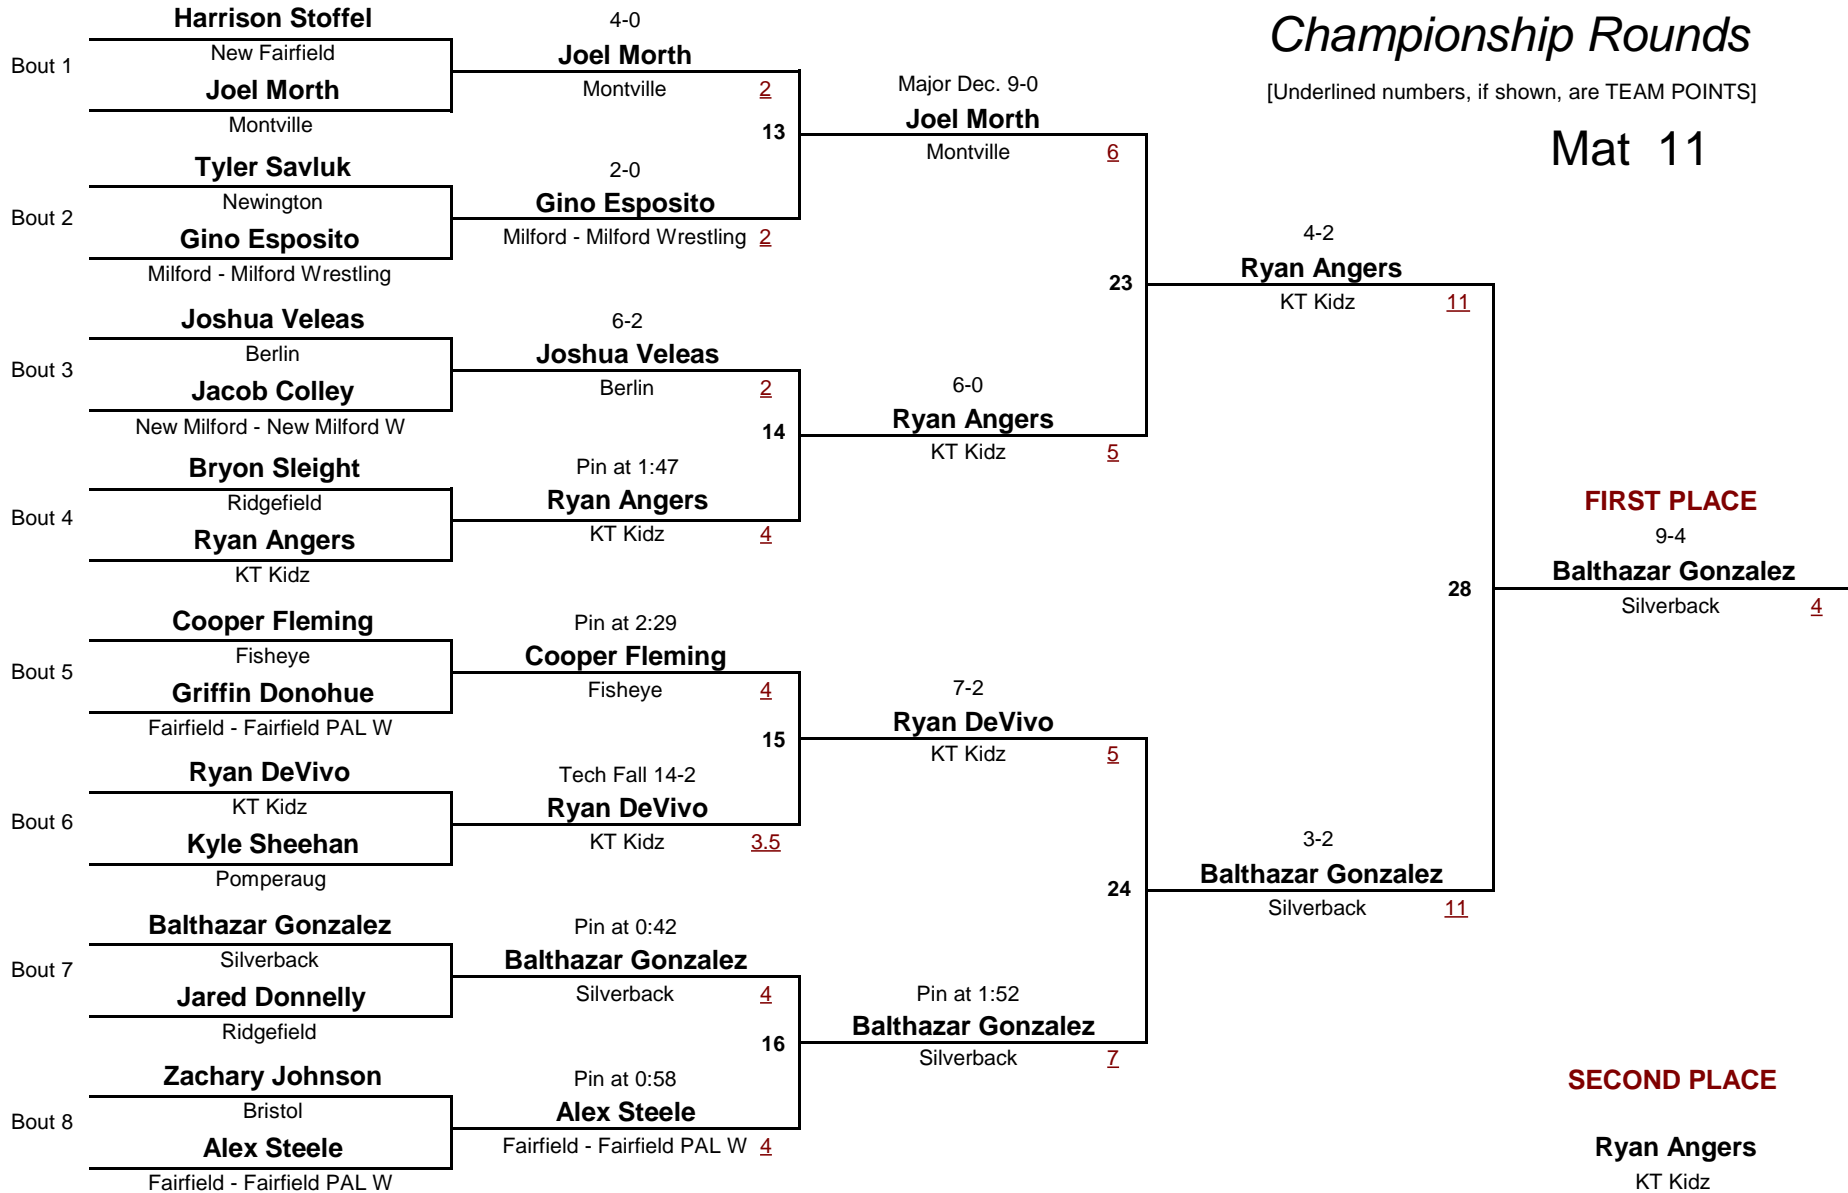 Championship Rounds
[Underlined numbers, if shown, are TEAM POINTS]
Mat 11
Bout 1
Harrison Stoffel
New Fairfield
Joel Morth
Montville
Bout 2
Tyler Savluk
Newington
Gino Esposito
Milford - Milford Wrestling
Bout 3
Joshua Veleas
Berlin
Jacob Colley
New Milford - New Milford W
Bout 4
Bryon Sleight
Ridgefield
Ryan Angers
KT Kidz
Bout 5
Cooper Fleming
Fisheye
Griffin Donohue
Fairfield - Fairfield PAL W
Bout 6
Ryan DeVivo
KT Kidz
Kyle Sheehan
Pomperaug
Bout 7
Balthazar Gonzalez
Silverback
Jared Donnelly
Ridgefield
Bout 8
Zachary Johnson
Bristol
Alex Steele
Fairfield - Fairfield PAL W
4-0
Joel Morth
Montville 2
13
2-0
Gino Esposito
Milford - Milford Wrestling 2
6-2
Joshua Veleas
Berlin 2
14
Pin at 1:47
Ryan Angers
KT Kidz 4
Pin at 2:29
Cooper Fleming
Fisheye 4
15
Tech Fall 14-2
Ryan DeVivo
KT Kidz 3.5
Pin at 0:42
Balthazar Gonzalez
Silverback 4
16
Pin at 0:58
Alex Steele
Fairfield - Fairfield PAL W 4
Major Dec. 9-0
Joel Morth
Montville 6
23
6-0
Ryan Angers
KT Kidz 5
7-2
Ryan DeVivo
KT Kidz 5
24
Pin at 1:52
Balthazar Gonzalez
Silverback 7
4-2
Ryan Angers
KT Kidz 11
28
3-2
Balthazar Gonzalez
Silverback 11
FIRST PLACE
9-4
Balthazar Gonzalez
Silverback 4
SECOND PLACE
Ryan Angers
KT Kidz